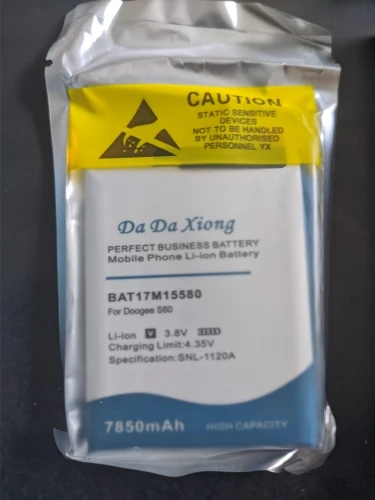 CAUTION
STATIC SENSITIVE
DEVICES
NOT TO BE HANDLED
BY UNAUTHORISED
PERSONNEL YX
Da Da Xiong
PERFECT BUSINESS BATTERY
Mobile Phone Li-ion Battery
BAT17M15580
For Doogee S60
Li-ion V 3.8V
Charging Limit:4.35V
Specification:SNL-1120A
7850mAh HIGH CAPACITY